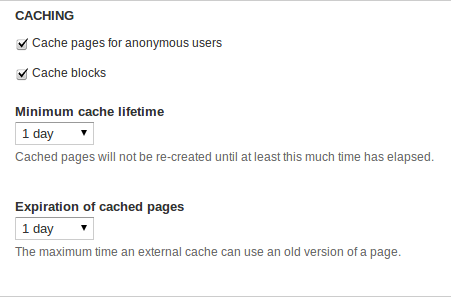 CACHING
Cache pages for anonymous users
Cache blocks
Minimum cache lifetime
1 day
Cached pages will not be re-created until at least this much time has elapsed.
Expiration of cached pages
1 day
The maximum time an external cache can use an old version of a page.